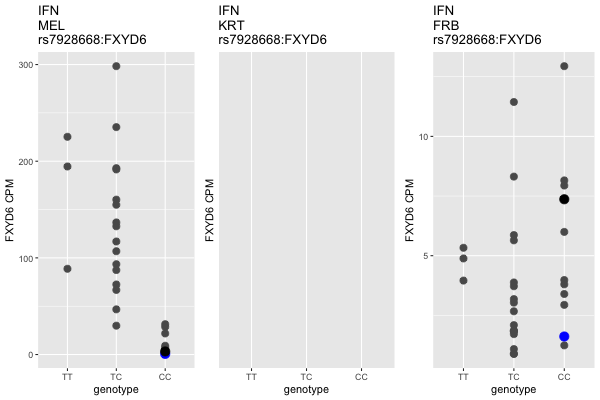 IFN
MEL
rs7928668:FXYD6
300
200
100
0
FXYD6 CPM
TT
TC
CC
genotype
IFN
KRT
rs7928668:FXYD6
FXYD6 CPM
TT
TC
CC
genotype
IFN
FRB
rs7928668:FXYD6
10
5
FXYD6 CPM
TT
TC
CC
genotype